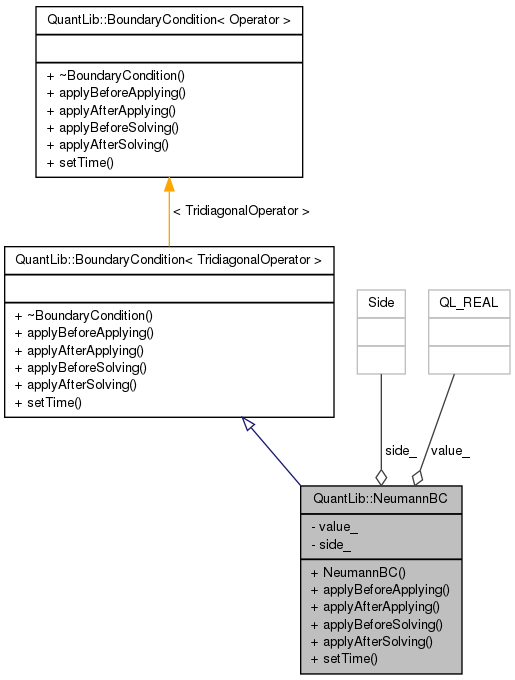 QuantLib::BoundaryCondition< Operator >
+ ~BoundaryCondition()
+ applyBeforeApplying()
+ applyAfterApplying()
+ applyBeforeSolving()
+ applyAfterSolving()
+ setTime()
< TridiagonalOperator >
QuantLib::BoundaryCondition< TridiagonalOperator >
+ ~BoundaryCondition()
+ applyBeforeApplying()
+ applyAfterApplying()
+ applyBeforeSolving()
+ applyAfterSolving()
+ setTime()
Side
QL_REAL
side_
value_
QuantLib::NeumannBC
- value_
- side_
+ NeumannBC()
+ applyBeforeApplying()
+ applyAfterApplying()
+ applyBeforeSolving()
+ applyAfterSolving()
+ setTime()